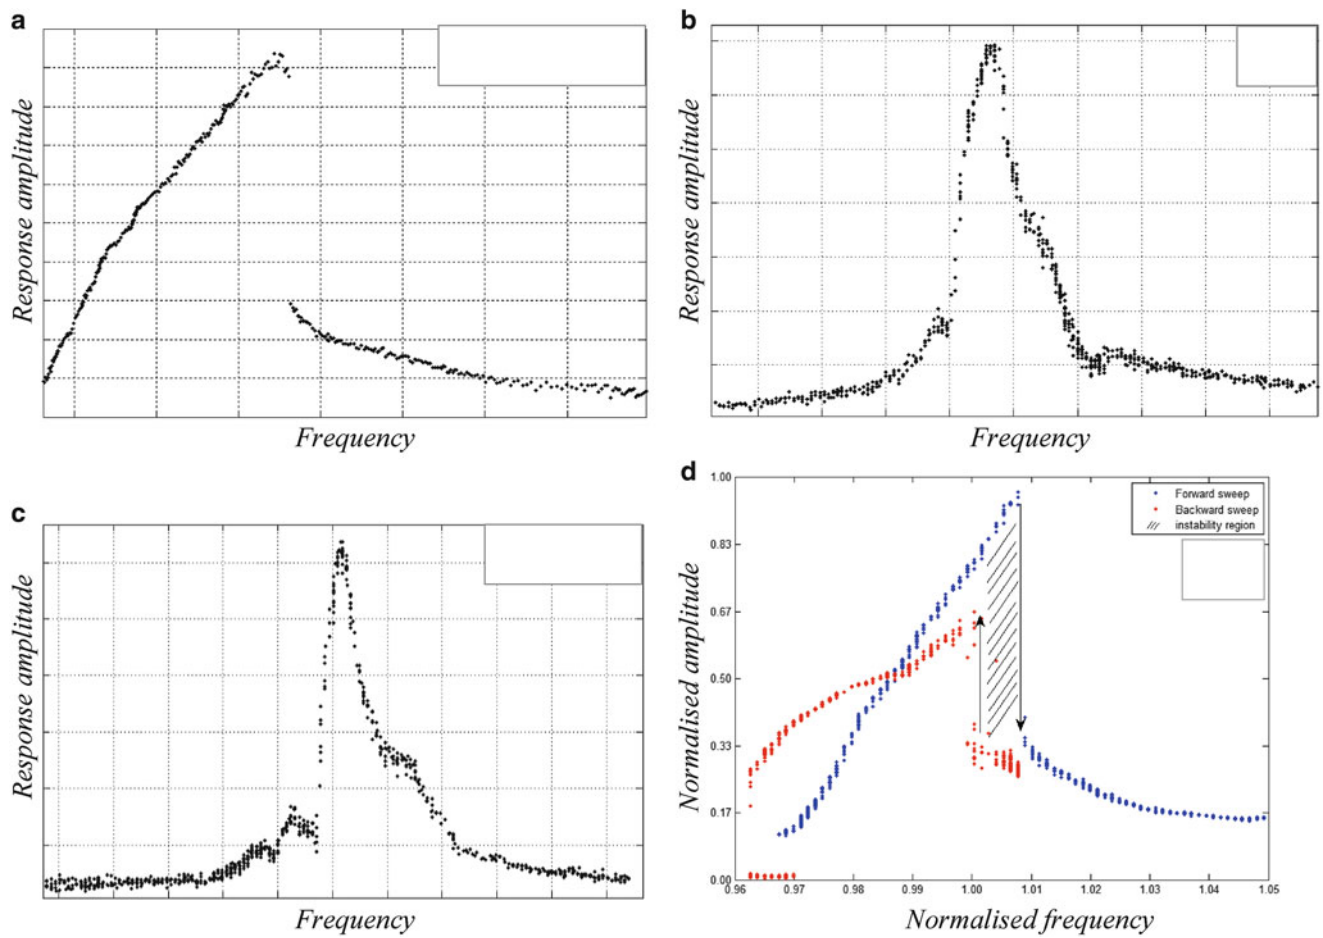 a
Response amplitude
Frequency
b
Response amplitude
Frequency
c
Response amplitude
Frequency
d
Normalised amplitude
1.00
0.83
0.67
0.50
0.33
0.17
0.00
Forward sweep
Backward sweep
instability region
0.96 0.97 0.98 0.99 1.00 1.01 1.02 1.03 1.04 1.05
Normalised frequency